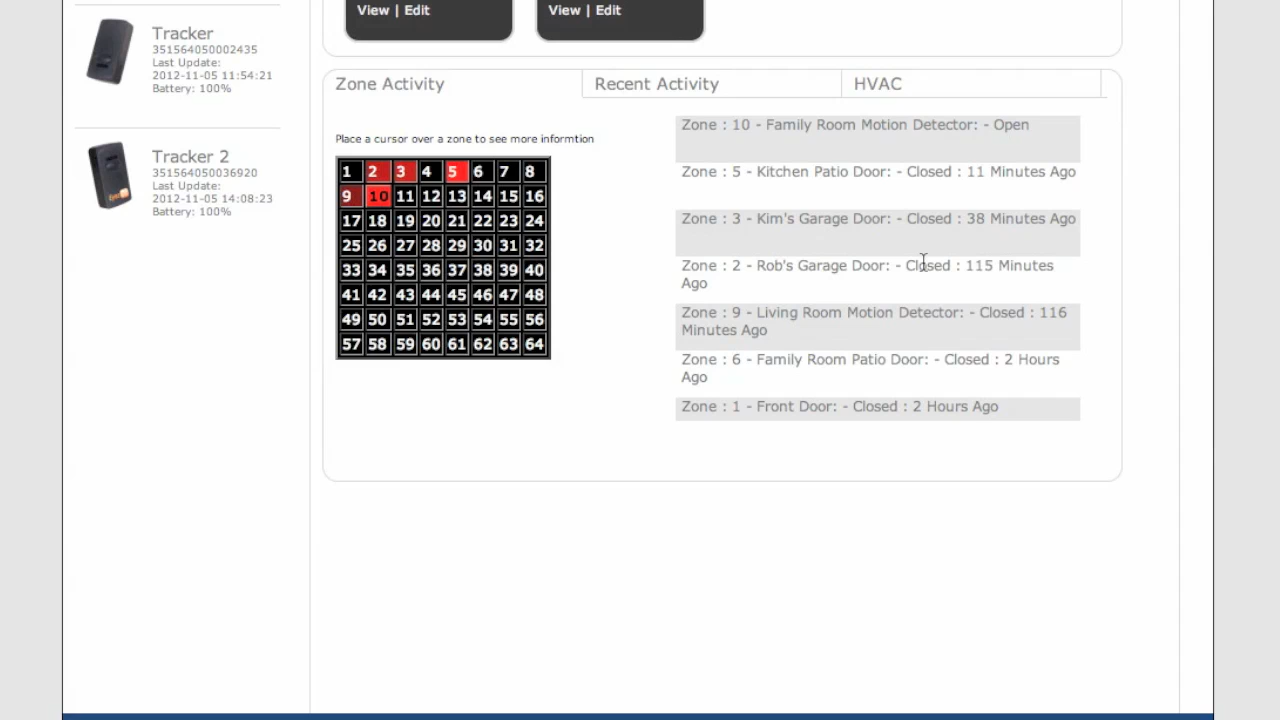 View | Edit
View | Edit
Tracker
351564050002435
Last Update:
2012-11-05 11:54:21
Battery: 100%
Tracker 2
351564050036920
Last Update:
2012-11-05 14:08:23
Battery: 100%
Zone Activity
Recent Activity
HVAC
Place a cursor over a zone to see more informtion
1 2 3 4 5 6 7 8
9 10 11 12 13 14 15 16
17 18 19 20 21 22 23 24
25 26 27 28 29 30 31 32
33 34 35 36 37 38 39 40
41 42 43 44 45 46 47 48
49 50 51 52 53 54 55 56
57 58 59 60 61 62 63 64
Zone : 10 - Family Room Motion Detector: - Open
Zone : 5 - Kitchen Patio Door: - Closed : 11 Minutes Ago
Zone : 3 - Kim's Garage Door: - Closed : 38 Minutes Ago
Zone : 2 - Rob's Garage Door: - Closed : 115 Minutes
Ago
Zone : 9 - Living Room Motion Detector: - Closed : 116
Minutes Ago
Zone : 6 - Family Room Patio Door: - Closed : 2 Hours
Ago
Zone : 1 - Front Door: - Closed : 2 Hours Ago